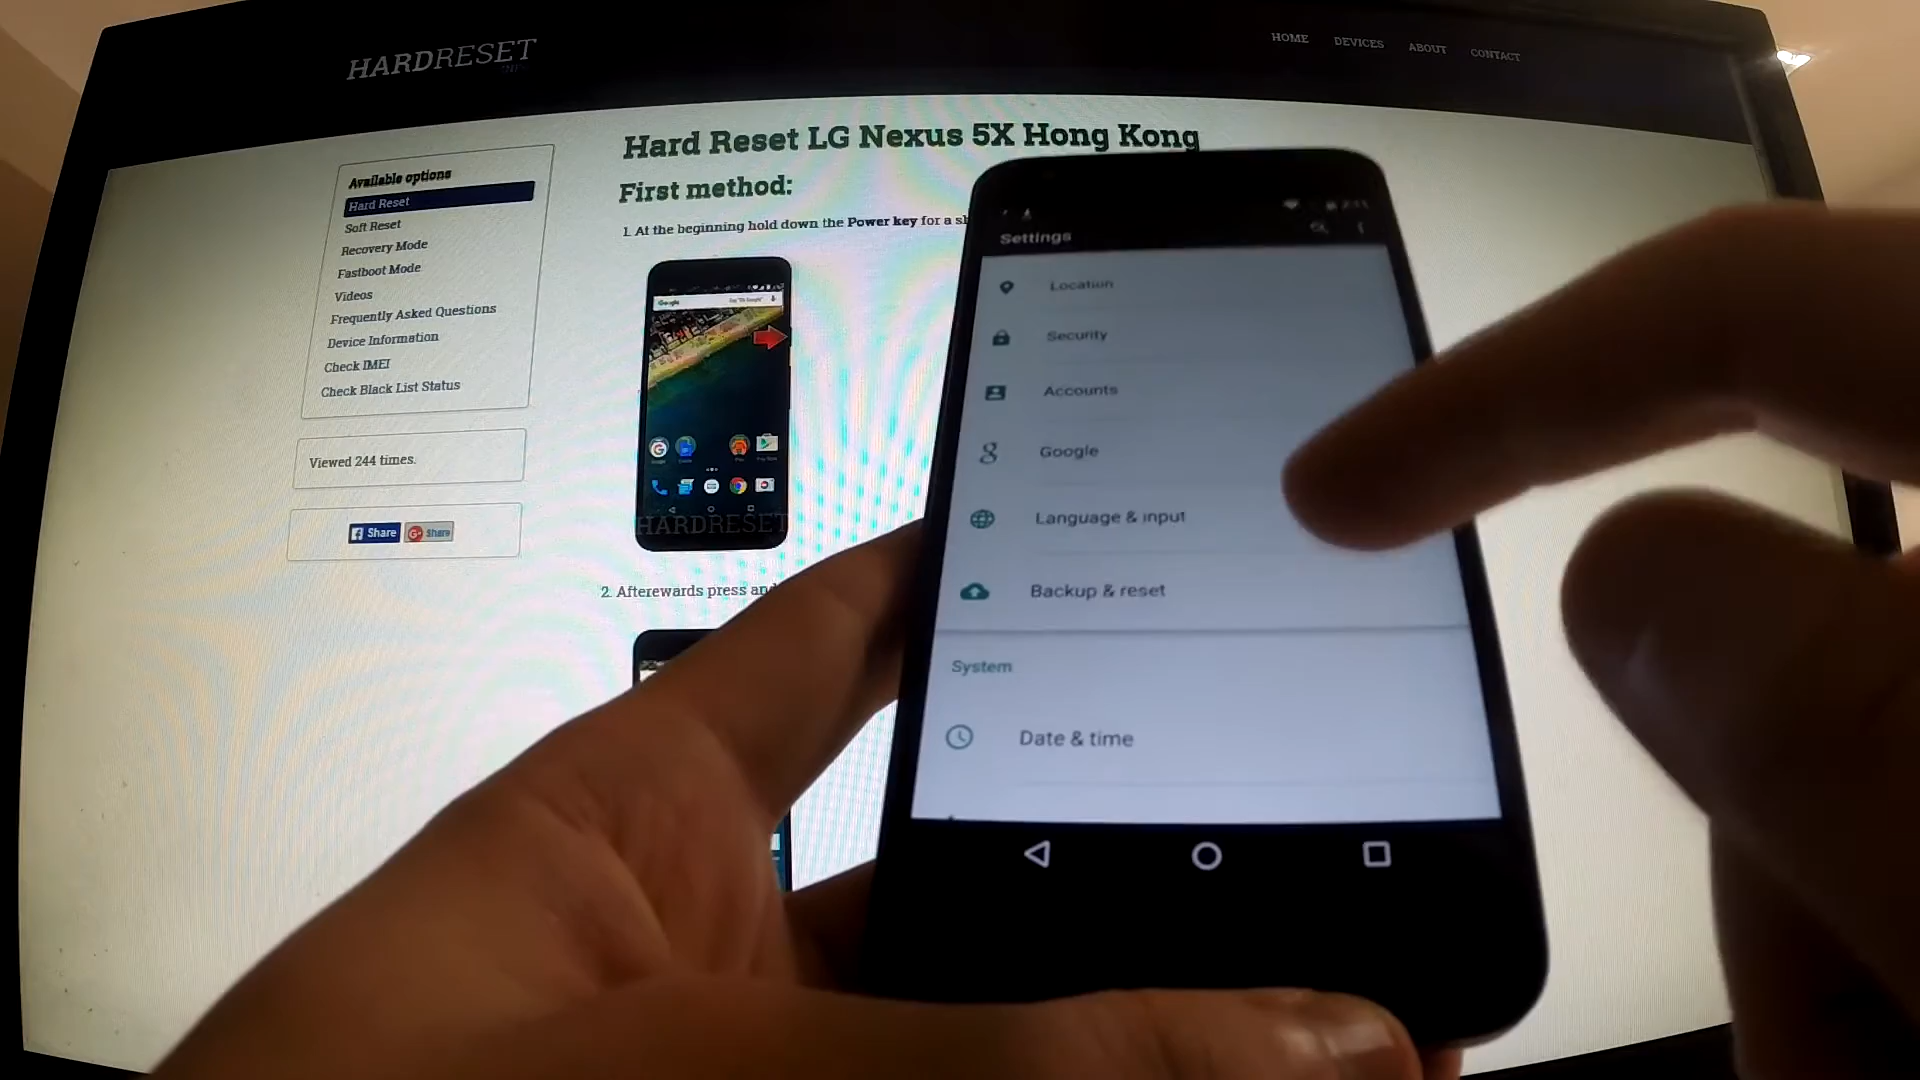 HARDRESET
HOME
DEVICES
ABOUT
CONTACT
Available options
Hard Reset
Soft Reset
Recovery Mode
Fastboot Mode
Videos
Frequently Asked Questions
Device Information
Check IMEI
Check Black List Status
Viewed 244 times.
Share
Share
Hard Reset LG Nexus 5X Hong Kong
First method:
1. At the beginning hold down the Power key for a
Google
HARDRESET
2. Afterewards press
Settings
Location
Security
Accounts
Google
Language & input
Backup & reset
System
Date & time